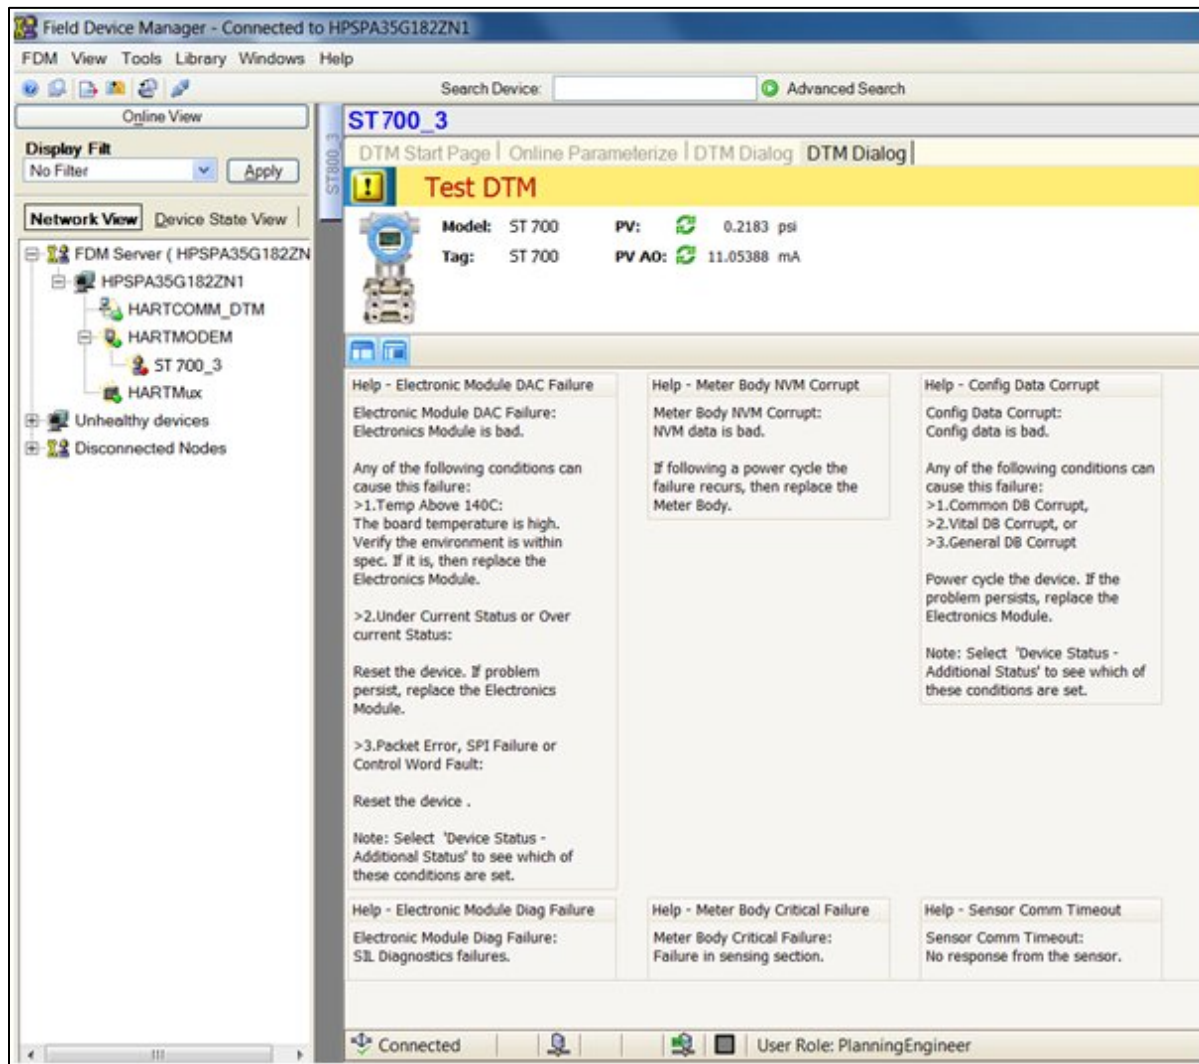 Field Device Manager - Connected to HPSPA35G182ZN1
FDM View Tools Library Windows Help
Search Device: Advanced Search
Online View
Display Filt
No Filter Apply
Network View Device State View
FDM Server ( HPSPA35G182ZN
HPSPA35G182ZN1
HARTCOMM_DTM
HARTMODEM
ST 700_3
HARTMux
Unhealthy devices
Disconnected Nodes
ST800_3
ST 700_3
DTM Start Page Online Parameterize DTM Dialog DTM Dialog
Test DTM
Model: ST 700 PV: 0.2183 psi
Tag: ST 700 PV AO: 11.05388 mA
Help - Electronic Module DAC Failure
Electronic Module DAC Failure:
Electronics Module is bad.
Any of the following conditions can
cause this failure:
>1.Temp Above 140C:
The board temperature is high.
Verify the environment is within
spec. If it is, then replace the
Electronics Module.
>2.Under Current Status or Over
current Status:
Reset the device. If problem
persist, replace the Electronics
Module.
>3.Packet Error, SPI Failure or
Control Word Fault:
Reset the device .
Note: Select 'Device Status -
Additional Status' to see which of
these conditions are set.
Help - Meter Body NVM Corrupt
Meter Body NVM Corrupt:
NVM data is bad.
If following a power cycle the
failure recurs, then replace the
Meter Body.
Help - Config Data Corrupt
Config Data Corrupt:
Config data is bad.
Any of the following conditions can
cause this failure:
>1.Common DB Corrupt,
>2.Vital DB Corrupt, or
>3.General DB Corrupt
Power cycle the device. If the
problem persists, replace the
Electronics Module.
Note: Select 'Device Status -
Additional Status' to see which of
these conditions are set.
Help - Electronic Module Diag Failure
Electronic Module Diag Failure:
SIL Diagnostics failures.
Help - Meter Body Critical Failure
Meter Body Critical Failure:
Failure in sensing section.
Help - Sensor Comm Timeout
Sensor Comm Timeout:
No response from the sensor.
Connected User Role: PlanningEngineer